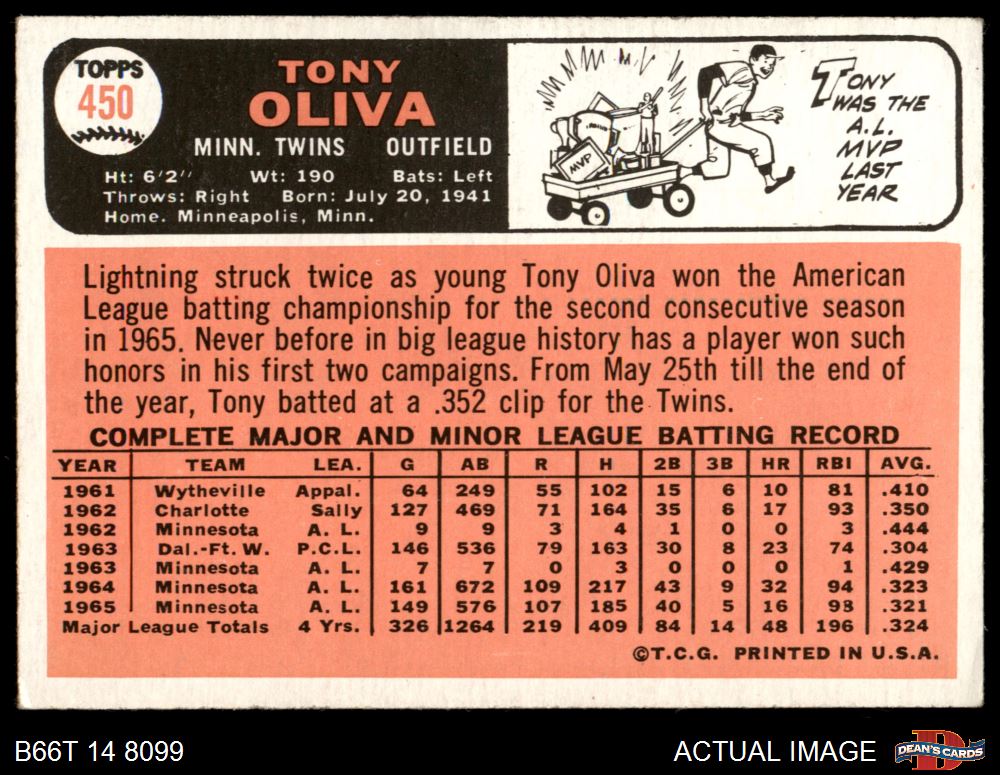 TOPPS
450
TONY
OLIVA
MINN. TWINS OUTFIELD
Ht: 6'2" Wt: 190 Bats: Left
Throws: Right Born: July 20, 1941
Home. Minneapolis, Minn.
MVP
TONY
WAS THE
A.L.
MVP
LAST
YEAR
Lightning struck twice as young Tony Oliva won the American
League batting championship for the second consecutive season
in 1965. Never before in big league history has a player won such
honors in his first two campaigns. From May 25th till the end of
the year, Tony batted at a .352 clip for the Twins.
COMPLETE MAJOR AND MINOR LEAGUE BATTING RECORD
YEAR TEAM LEA. G AB R H 2B 3B HR RBI AVG.
1961 Wytheville Appal. 64 249 55 102 15 6 10 81 .410
1962 Charlotte Sally 127 469 71 164 35 6 17 93 .350
1962 Minnesota A. L. 9 9 3 4 1 0 0 3 .444
1963 Dal.-Ft. W. P.C.L. 146 536 79 163 30 8 23 74 .304
1963 Minnesota A. L. 7 7 0 3 0 0 0 1 .429
1964 Minnesota A. L. 161 672 109 217 43 9 32 94 .323
1965 Minnesota A. L. 149 576 107 185 40 5 16 98 .321
Major League Totals 4 Yrs. 326 1264 219 409 84 14 48 196 .324
©T.C.G. PRINTED IN U.S.A.
B66T 14 8099
ACTUAL IMAGE
DEAN'S CARDS